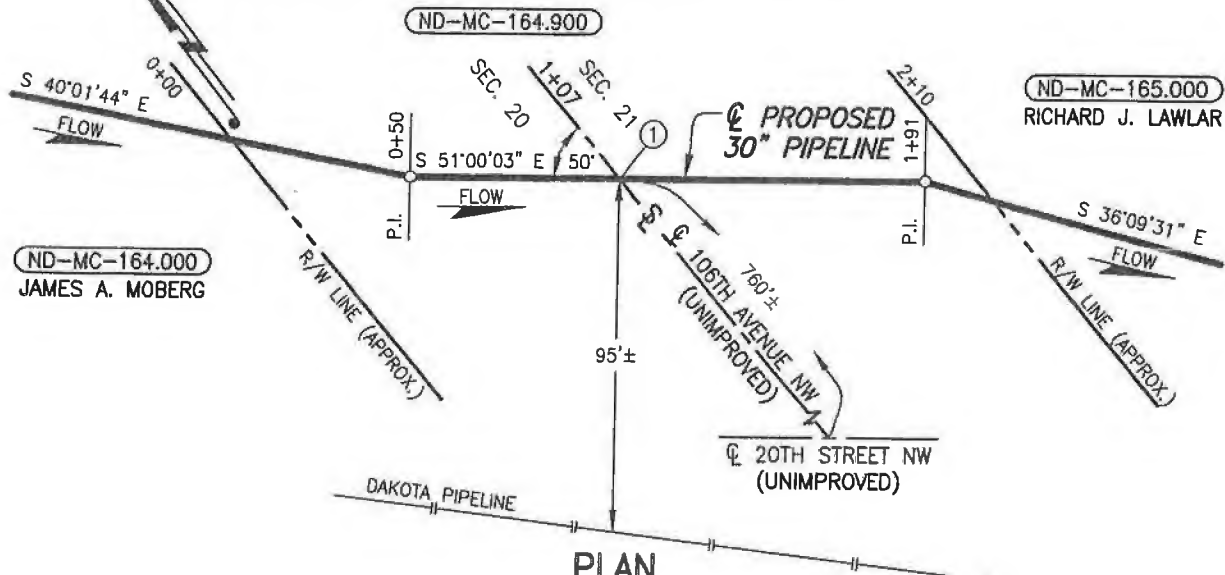 ND-MC-164.900
0+00
SEC. 20
1+07
SEC. 21
2+10
ND-MC-165.000
RICHARD J. LAWLAR
S 40°01'44" E
FLOW
0+50
P.I.
S 51°00'03" E
50°
FLOW
1
℄ PROPOSED
30" PIPELINE
1+91
P.I.
S 36°09'31" E
FLOW
ND-MC-164.000
JAMES A. MOBERG
R/W LINE (APPROX.)
℄ 106TH AVENUE NW
(UNIMPROVED)
760'±
R/W LINE (APPROX.)
95'±
℄ 20TH STREET NW
(UNIMPROVED)
DAKOTA PIPELINE
PLAN